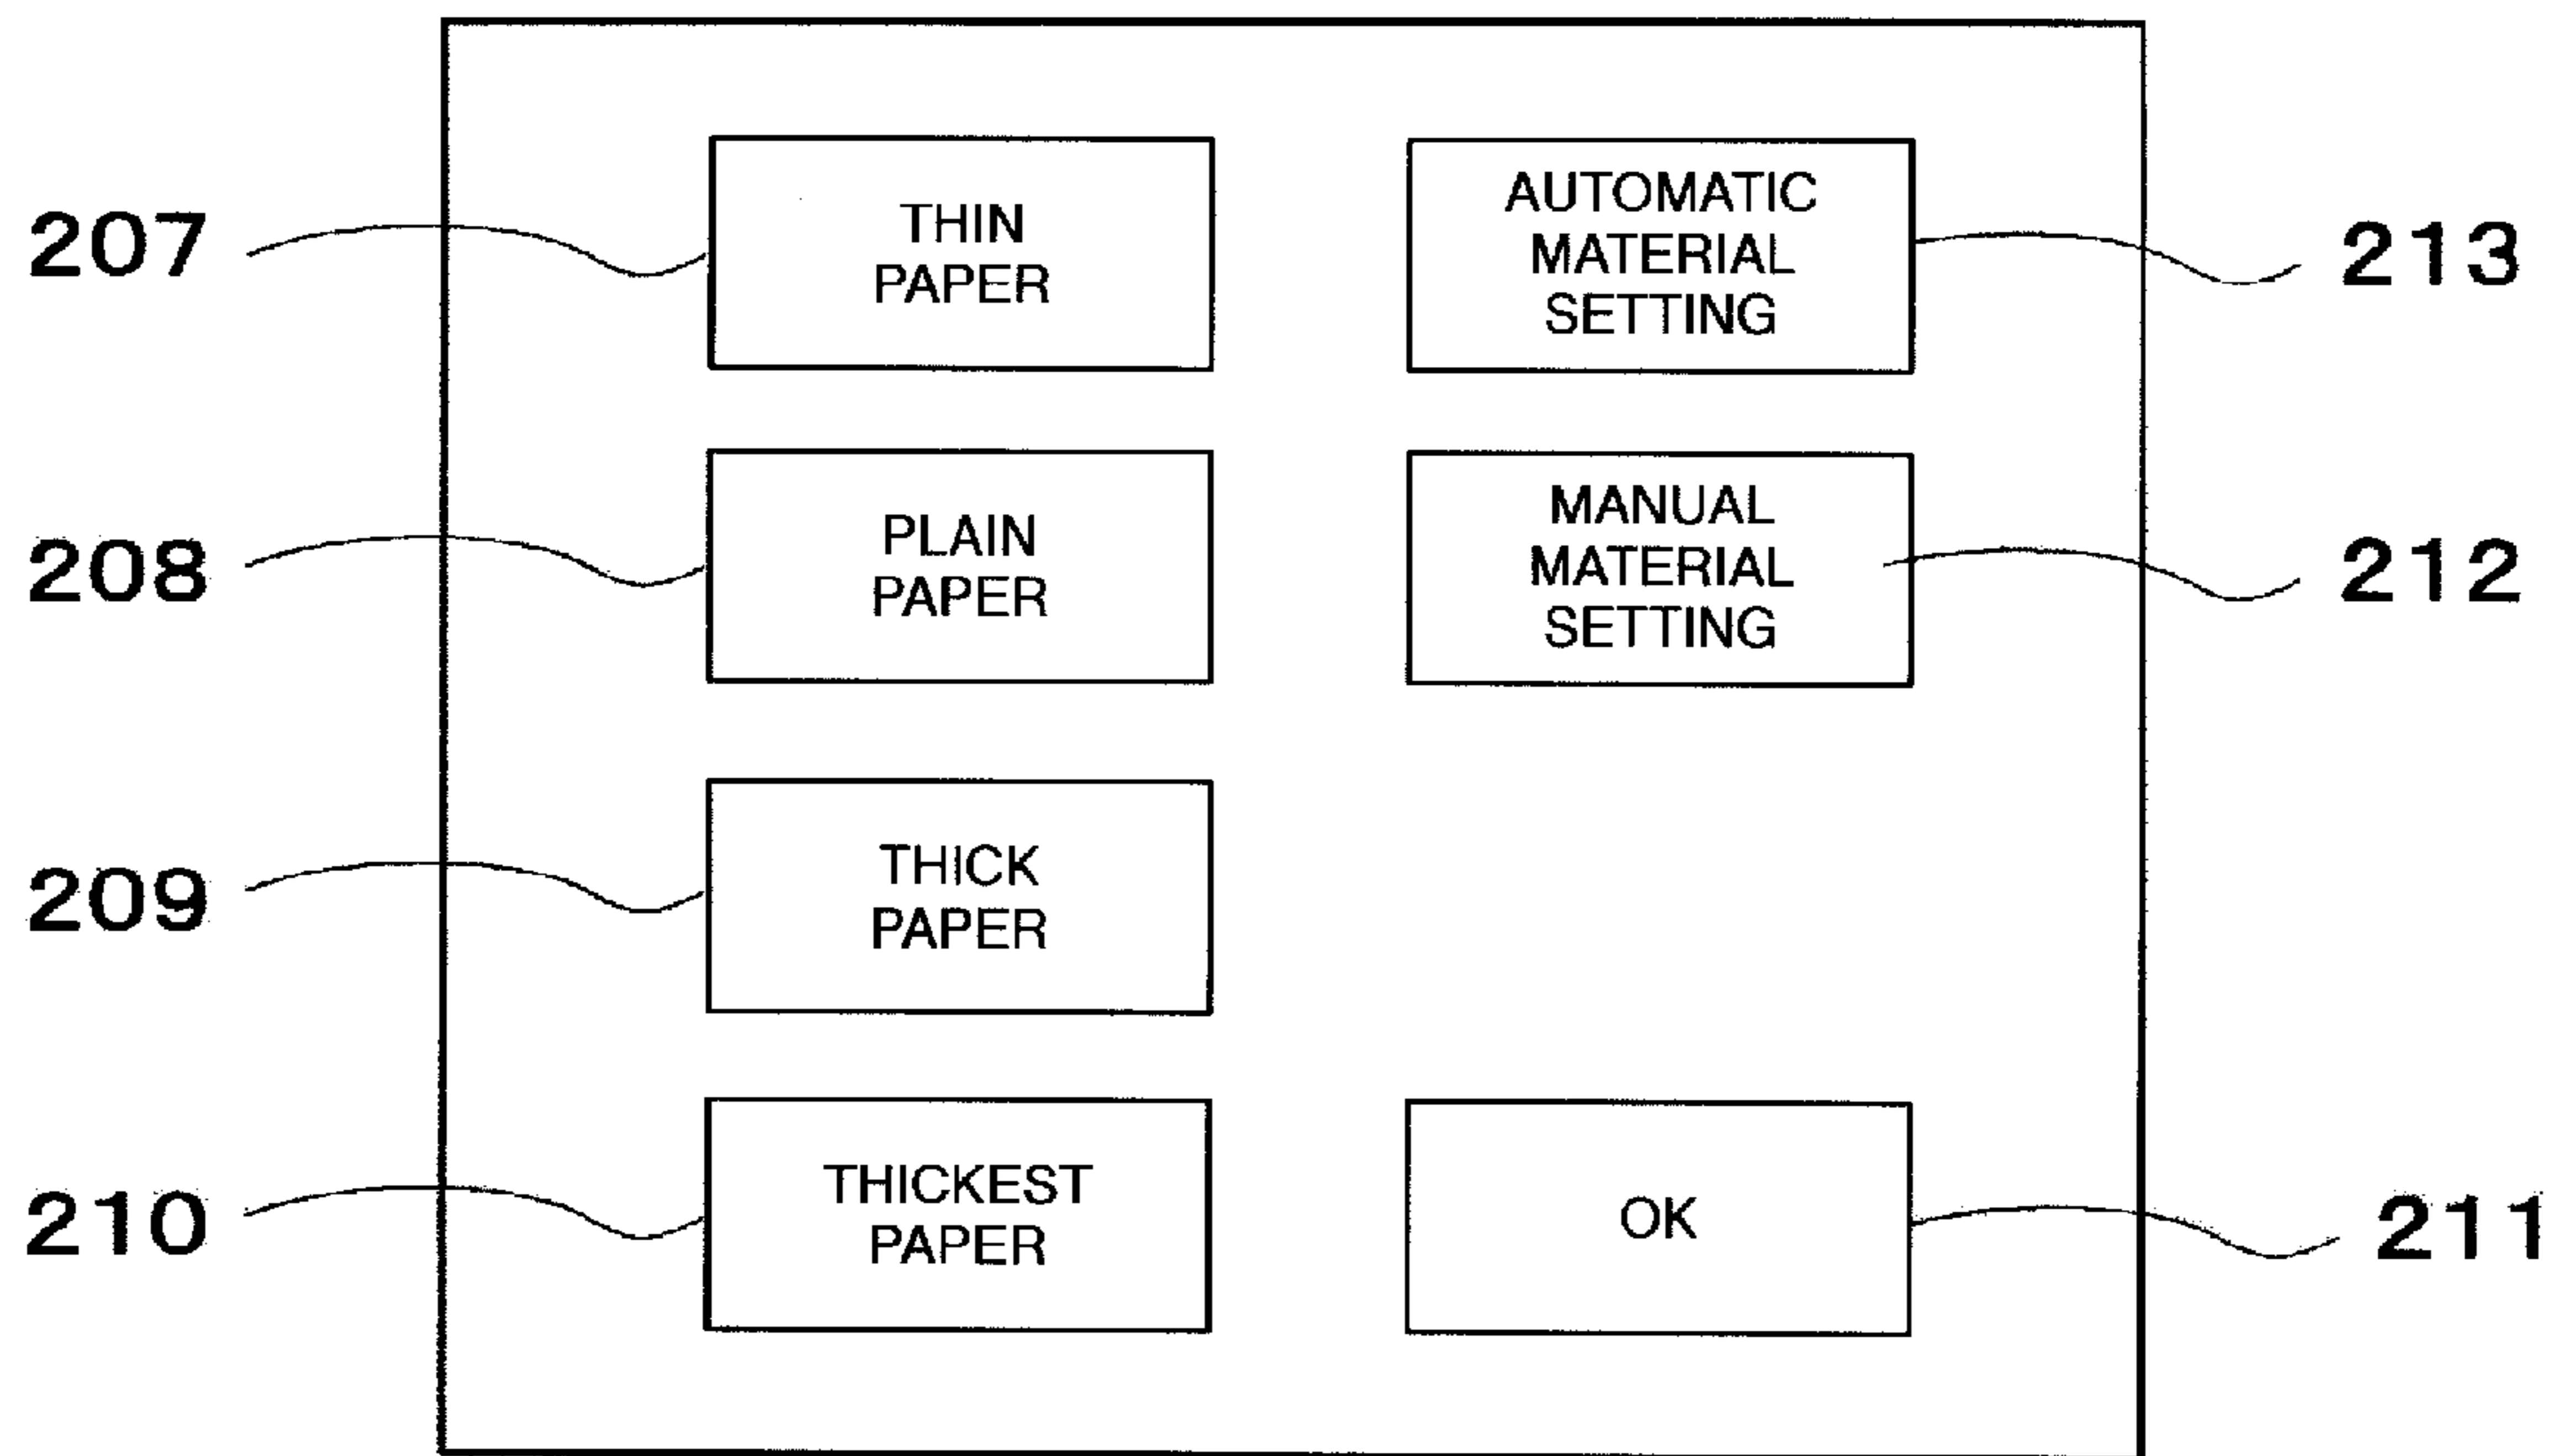 207
THIN
PAPER
AUTOMATIC
MATERIAL
SETTING
213
208
PLAIN
PAPER
MANUAL
MATERIAL
SETTING
212
209
THICK
PAPER
210
THICKEST
PAPER
OK
211